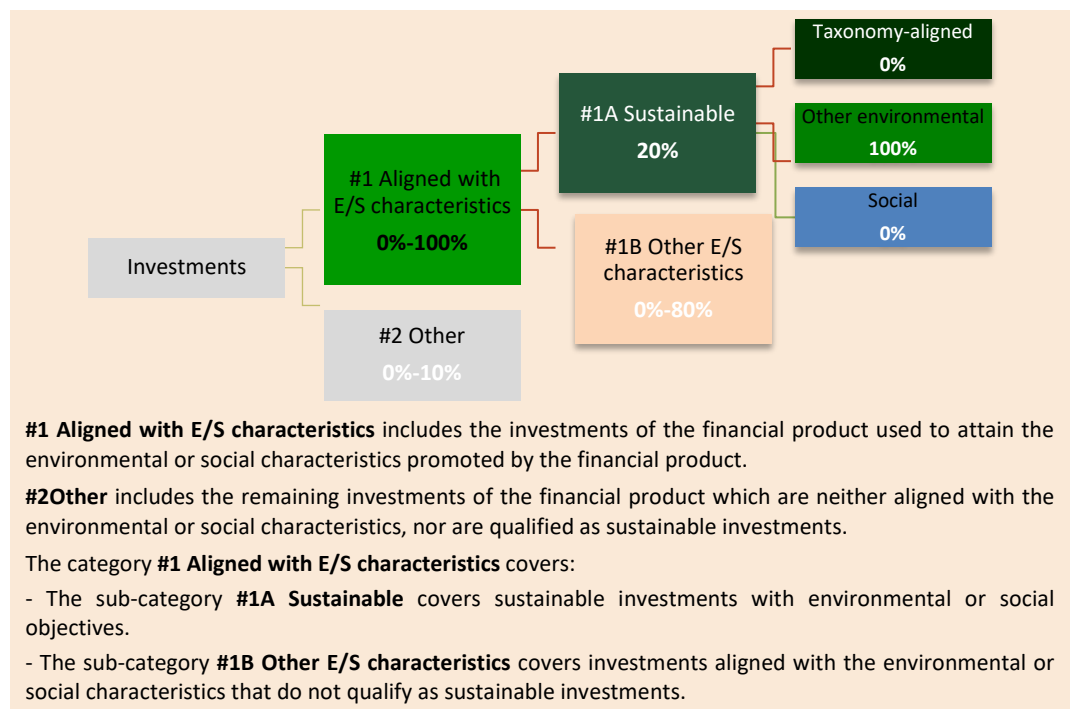 Taxonomy-aligned
0%
#1A Sustainable
20%
Other environmental
100%
#1 Aligned with
E/S characteristics
0%-100%
Social
0%
#1B Other E/S
characteristics
0%-80%
Investments
#2 Other
0%-10%
#1 Aligned with E/S characteristics includes the investments of the financial product used to attain the
environmental or social characteristics promoted by the financial product.
#2Other includes the remaining investments of the financial product which are neither aligned with the
environmental or social characteristics, nor are qualified as sustainable investments.
The category #1 Aligned with E/S characteristics covers:
- The sub-category #1A Sustainable covers sustainable investments with environmental or social
objectives.
- The sub-category #1B Other E/S characteristics covers investments aligned with the environmental or
social characteristics that do not qualify as sustainable investments.